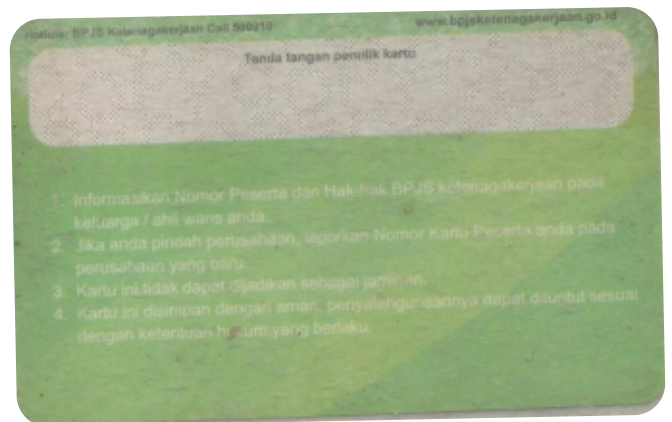 Hotline: BPJS Ketenagakerjaan Call 500910
www.bpjsketenagakerjaan.go.id
Tanda tangan pemilik kartu
1. Informasikan Nomor Peserta dan Hak-hak BPJS ketenagakerjaan pada
keluarga / ahli waris anda.
2. Jika anda pindah perusahaan, laporkan Nomor Kartu Peserta anda pada
perusahaan yang baru.
3. Kartu ini tidak dapat dijadikan sebagai jaminan.
4. Kartu ini disimpan dengan aman, penyalahgunaannya dapat dituntut sesuai
dengan ketentuan hukum yang berlaku.